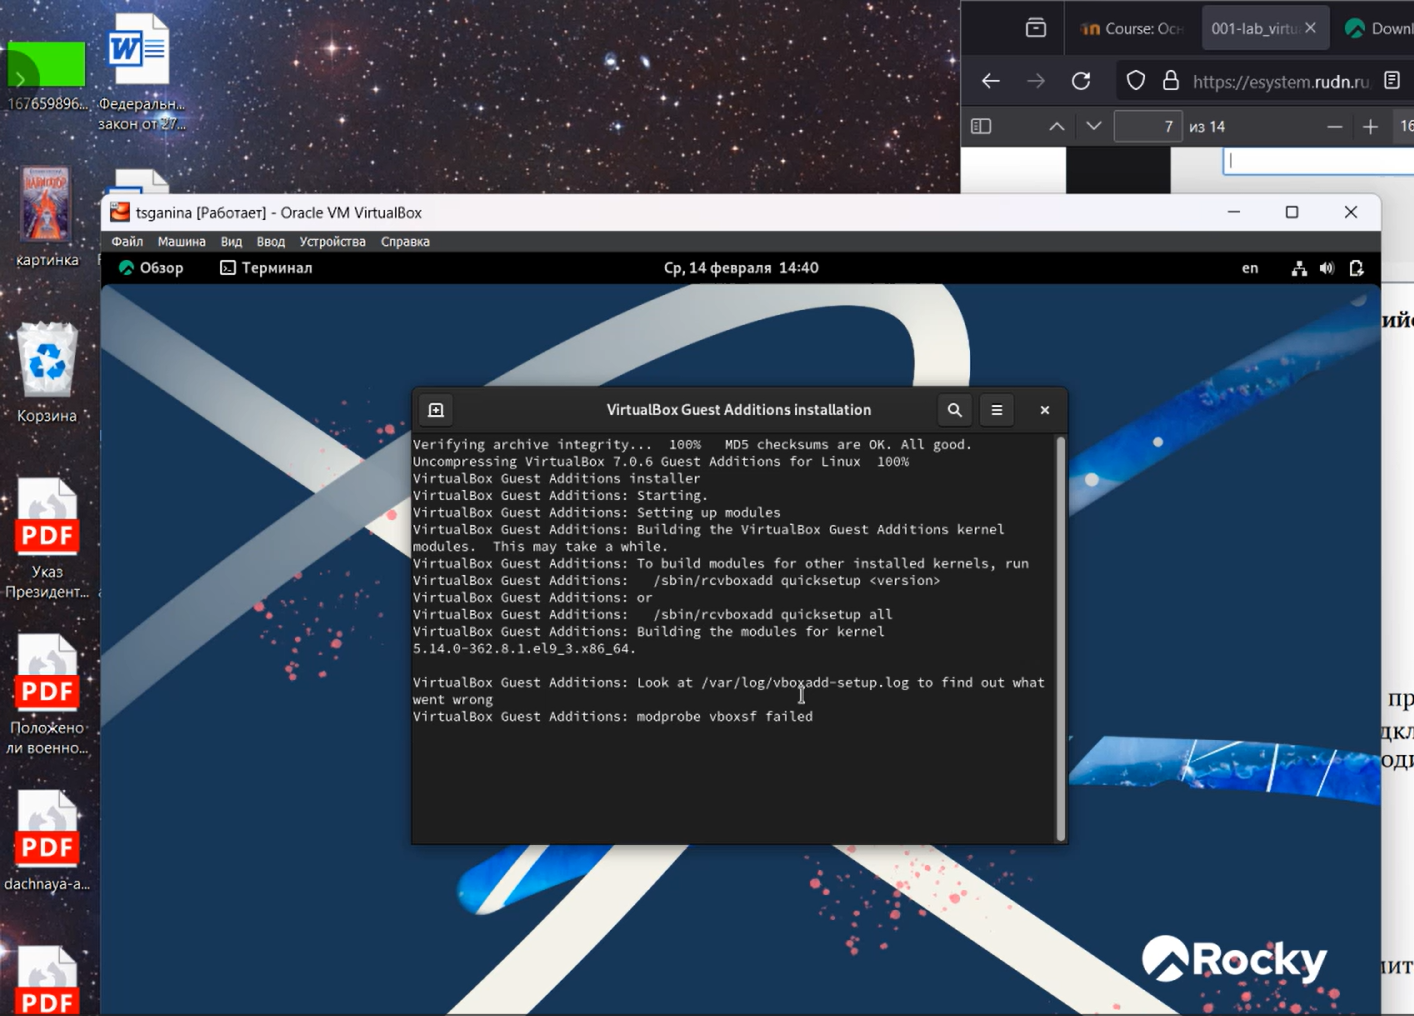 167659896...
Федеральн...
закон от 27...
картинка
Корзина
PDF
Указ
Президент...
PDF
Положено
ли военно...
PDF
dachnaya-a...
PDF
Course: Осн
001-lab_virtu
Downl
https://esystem.rudn.ru
7 из 14
16
tsganina [Работает] - Oracle VM VirtualBox
Файл Машина Вид Ввод Устройства Справка
Обзор Терминал Ср, 14 февраля 14:40 en
VirtualBox Guest Additions installation
Verifying archive integrity... 100% MD5 checksums are OK. All good.
Uncompressing VirtualBox 7.0.6 Guest Additions for Linux 100%
VirtualBox Guest Additions installer
VirtualBox Guest Additions: Starting.
VirtualBox Guest Additions: Setting up modules
VirtualBox Guest Additions: Building the VirtualBox Guest Additions kernel
modules. This may take a while.
VirtualBox Guest Additions: To build modules for other installed kernels, run
VirtualBox Guest Additions: /sbin/rcvboxadd quicksetup <version>
VirtualBox Guest Additions: or
VirtualBox Guest Additions: /sbin/rcvboxadd quicksetup all
VirtualBox Guest Additions: Building the modules for kernel
5.14.0-362.8.1.el9_3.x86_64.
VirtualBox Guest Additions: Look at /var/log/vboxadd-setup.log to find out what
went wrong
VirtualBox Guest Additions: modprobe vboxsf failed
Rocky